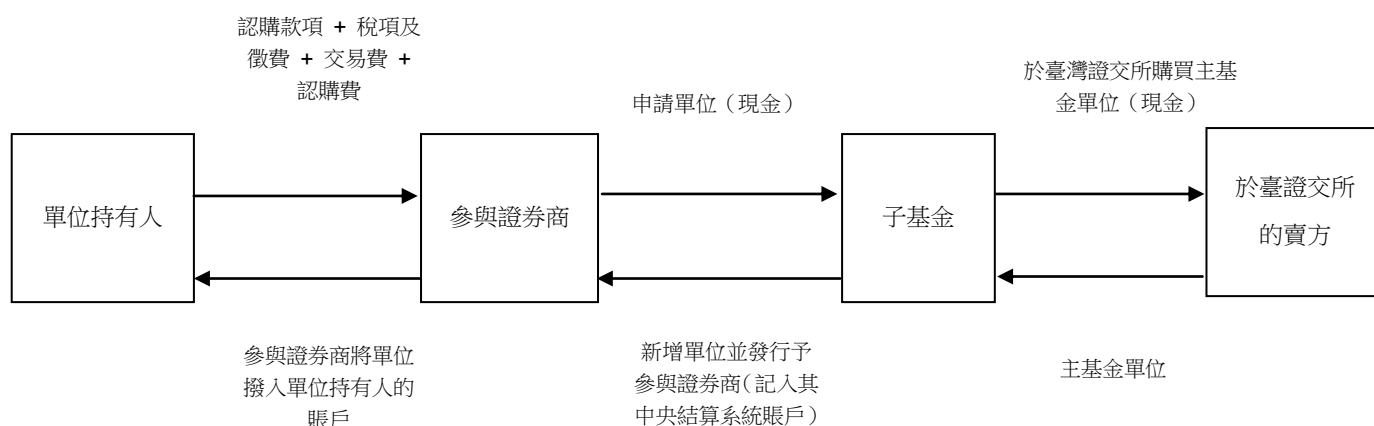 認購款項 + 稅項及
徵費 + 交易費 +
認購費
申請單位（現金）
於臺灣證交所購買主基
金單位（現金）
單位持有人
參與證券商
子基金
於臺證交所
的賣方
參與證券商將單位
撥入單位持有人的
賬戶
新增單位並發行予
參與證券商（記入其
中央結算系統賬戶）
主基金單位